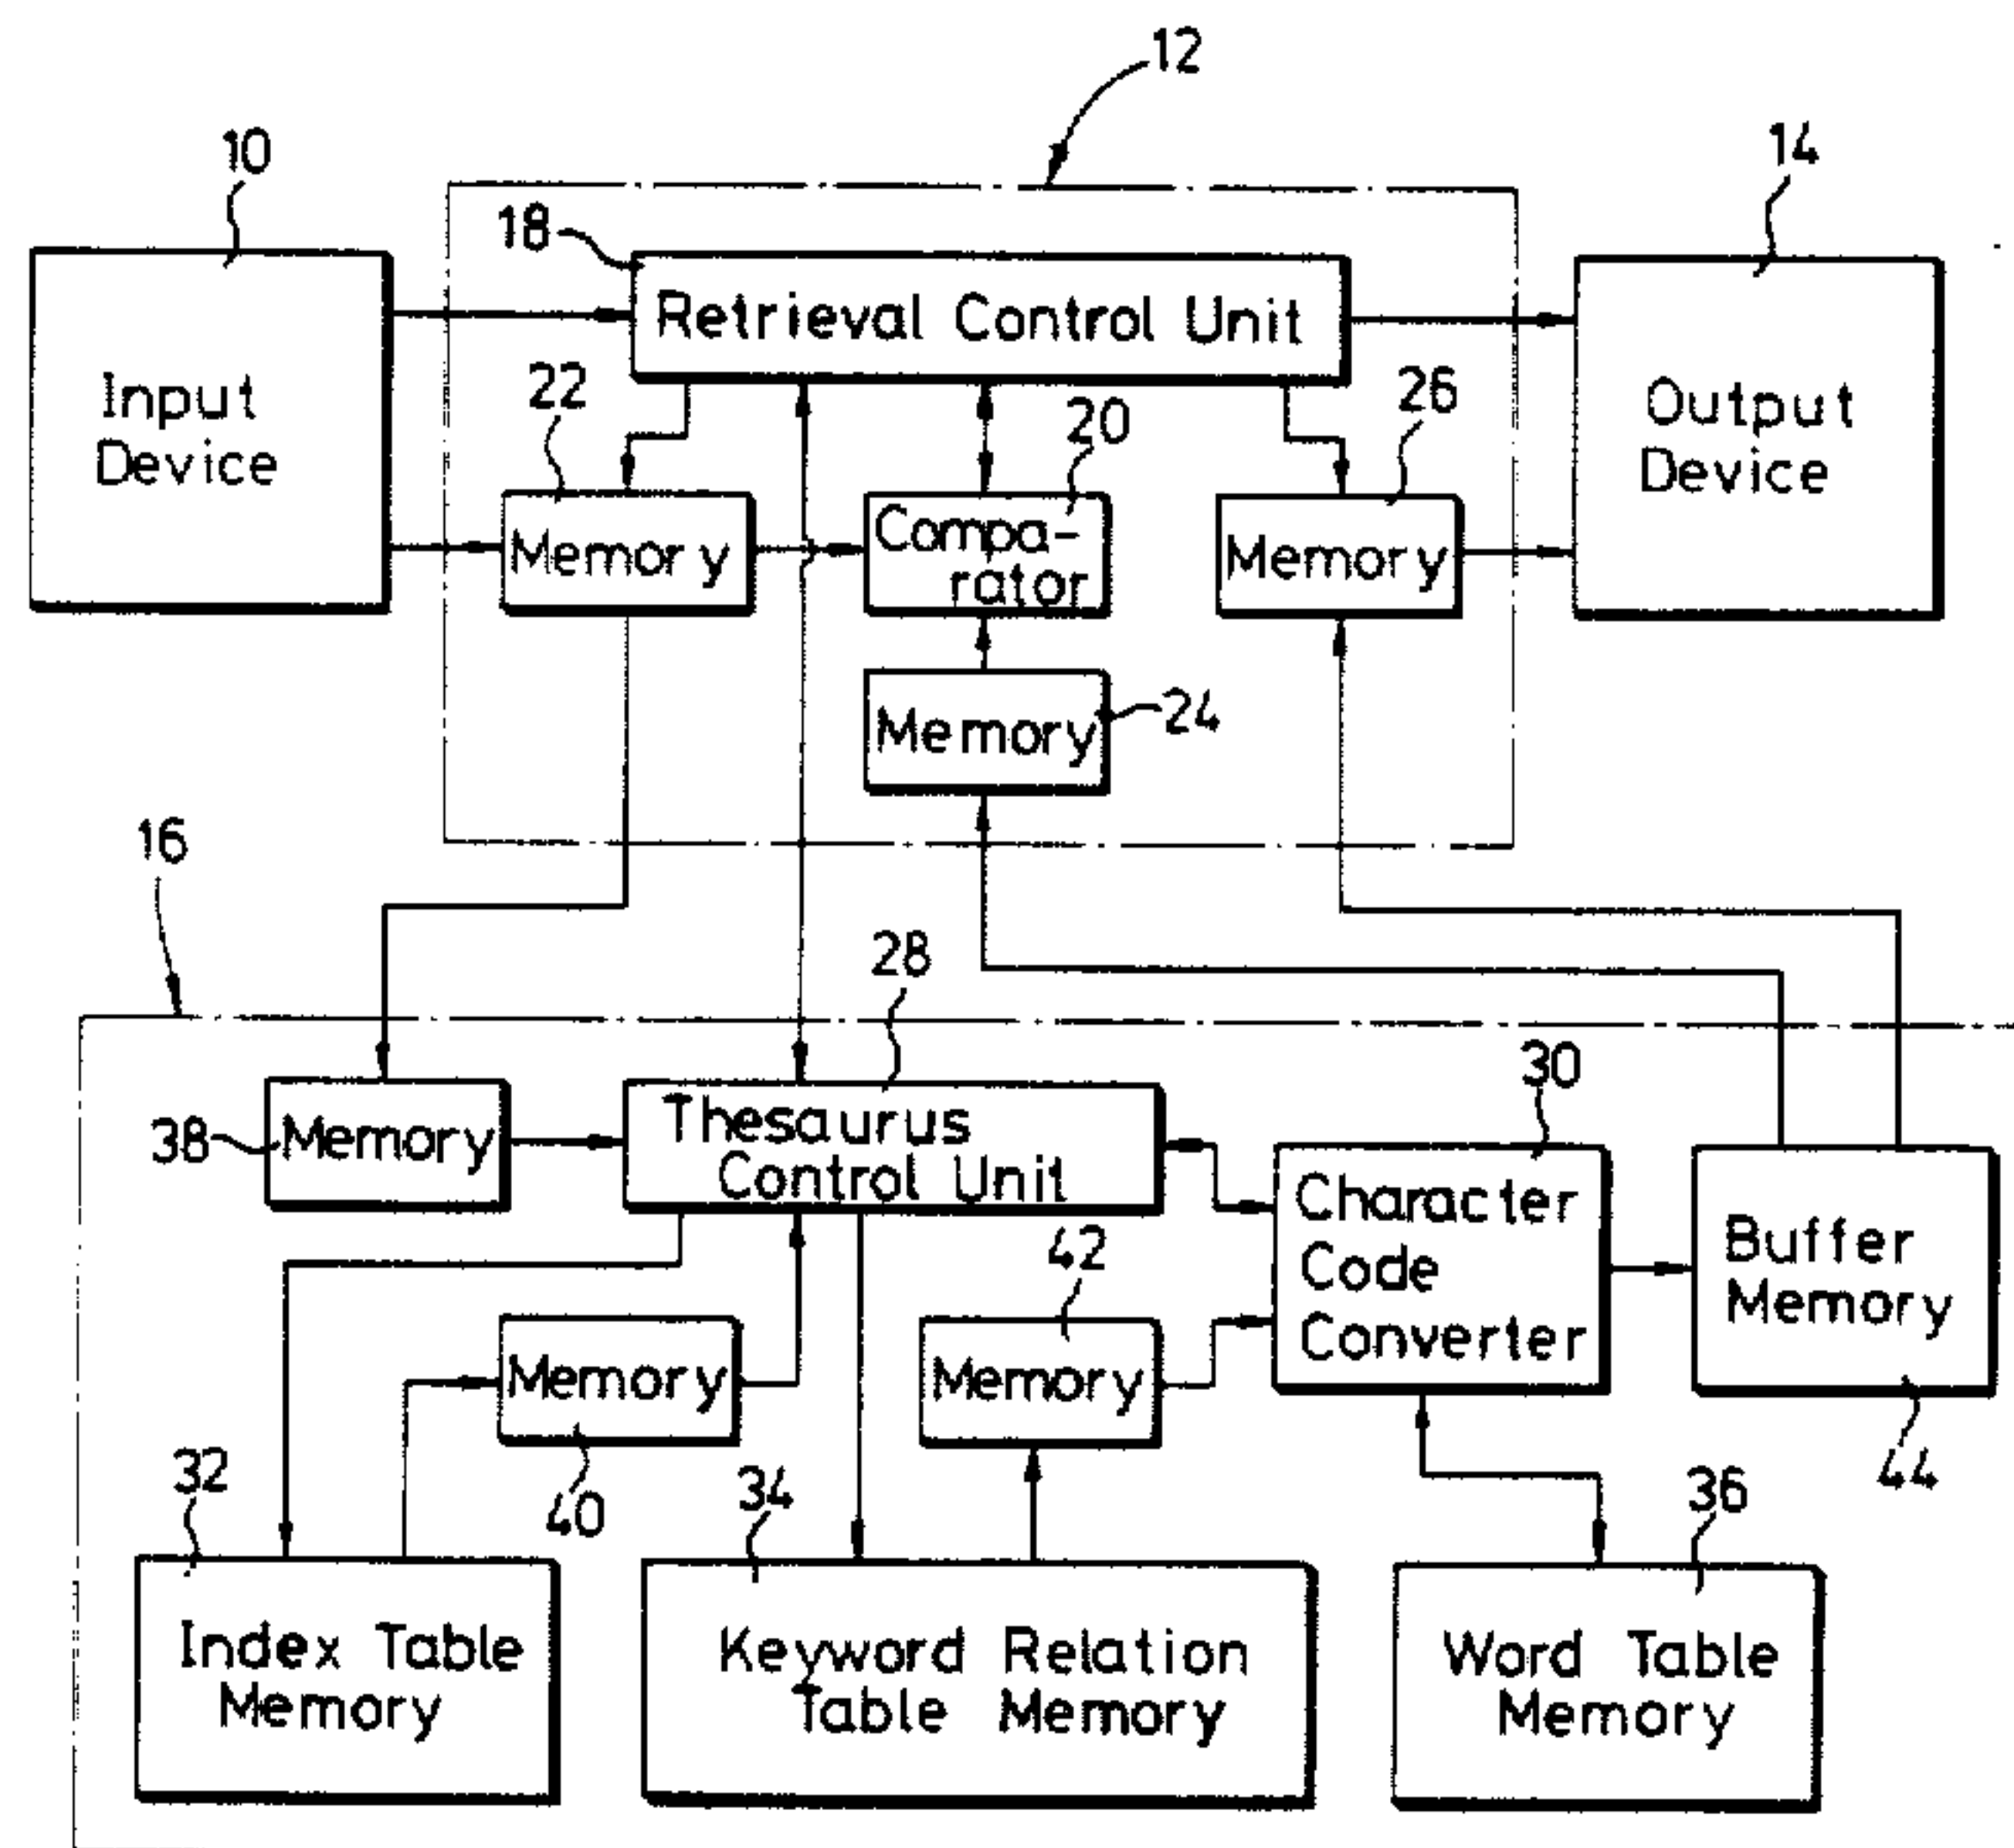 12
10
14
18
Retrieval Control Unit
Input
Device
22
20
26
Output
Device
Memory
Compa-
rator
Memory
Memory
24
16
28
30
38
Memory
Thesaurus
Control Unit
Character
Code
Converter
Buffer
Memory
42
Memory
Memory
32
40
34
36
44
Index Table
Memory
Keyword Relation
Table Memory
Word Table
Memory